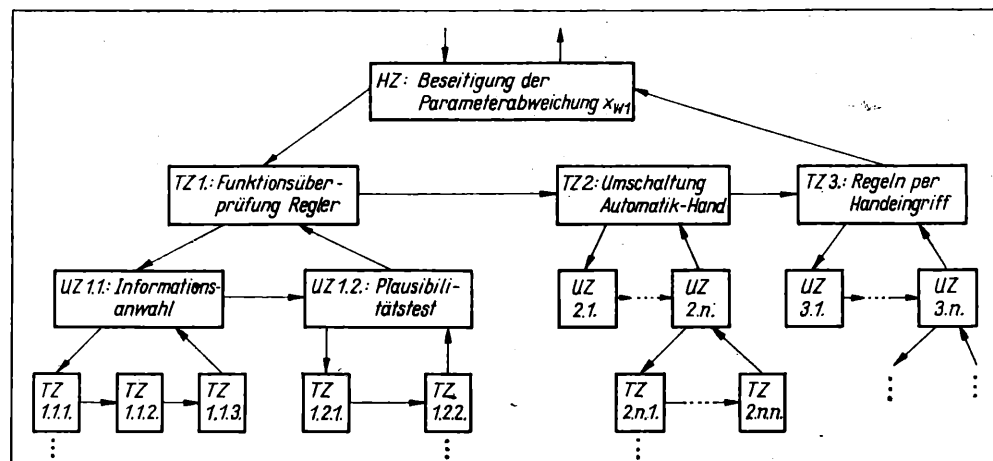 HZ: Beseitigung der
Parameterabweichung xW1
TZ 1.: Funktionsüber-
prüfung Regler
TZ 2: Umschaltung
Automatik-Hand
TZ 3.: Regeln per
Handeingriff
UZ 1.1: Informations-
anwahl
UZ 1.2.: Plausibili-
tätstest
UZ
2.1.
UZ
2.n.
UZ
3.1.
UZ
3.n.
TZ
1.1.1.
TZ
1.1.2.
TZ
1.1.3.
TZ
1.2.1.
TZ
1.2.2.
TZ
2.n.1.
TZ
2.n.n.